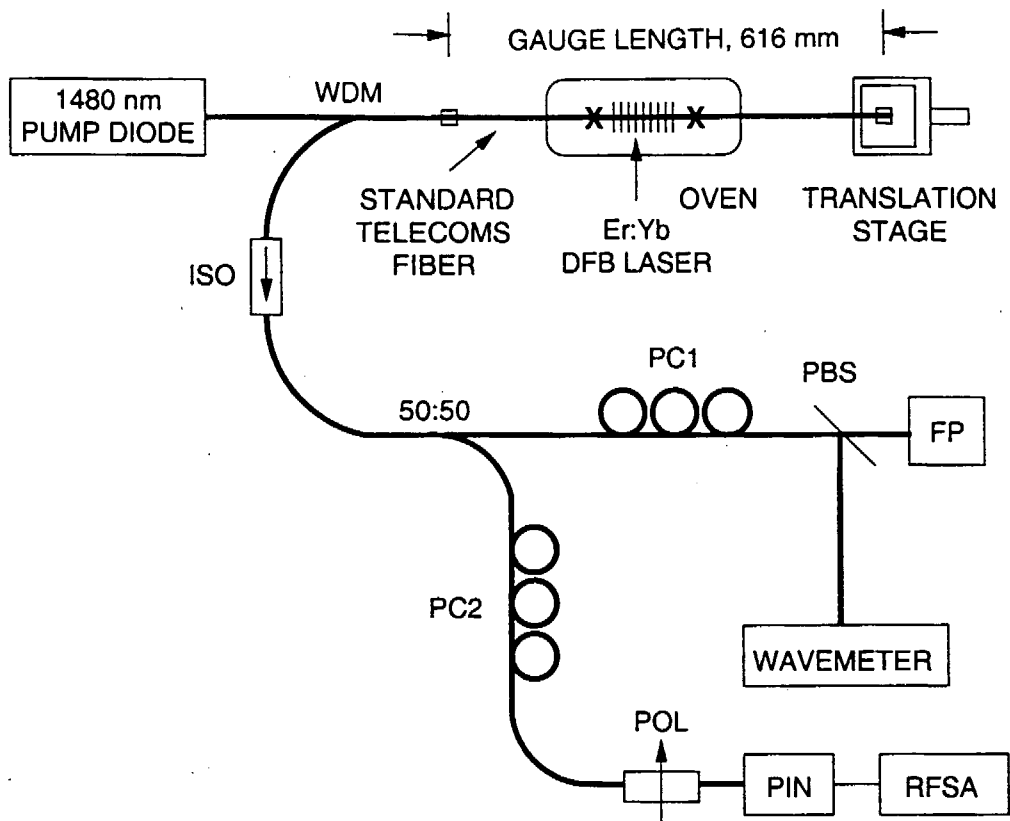 GAUGE LENGTH, 616 mm
1480 nm
PUMP DIODE
WDM
STANDARD
TELECOMS
FIBER
Er:Yb
DFB LASER
OVEN
TRANSLATION
STAGE
ISO
50:50
PC1
PBS
FP
PC2
WAVEMETER
POL
PIN
RFSA